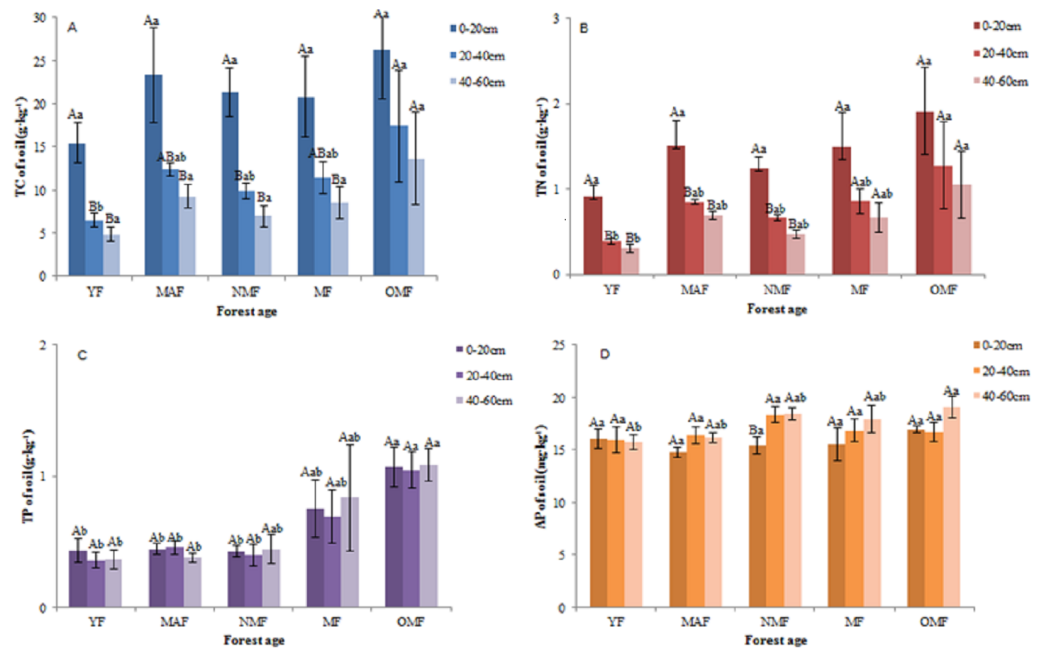 A
30
25
20
15
10
5
0
TC of soil(g·kg⁻¹)
Aa Bb Ba
Aa ABab Ba
Aa Bab Ba
Aa ABab Ba
Aa Aa Aa
YF MAF NMF MF OMF
Forest age
0-20cm
20-40cm
40-60cm
B
3
2
1
0
TN of soil(g·kg⁻¹)
Aa Bb Bb
Aa Bab Bab
Aa Bab Bab
Aa Aab Aab
Aa Aa Aa
YF MAF NMF MF OMF
Forest age
0-20cm
20-40cm
40-60cm
C
2
1
0
TP of soil(g·kg⁻¹)
Ab Ab Ab
Ab Ab Ab
Ab Ab Aab
Aab Aab Aab
Aa Aa Aa
YF MAF NMF MF OMF
Forest age
0-20cm
20-40cm
40-60cm
D
25
20
15
10
5
0
AP of soil(mg·kg⁻¹)
Aa Aa Ab
Aa Aa Aab
Ba Aa Aab
Aa Aa Aab
Aa Aa Aa
YF MAF NMF MF OMF
Forest age
0-20cm
20-40cm
40-60cm